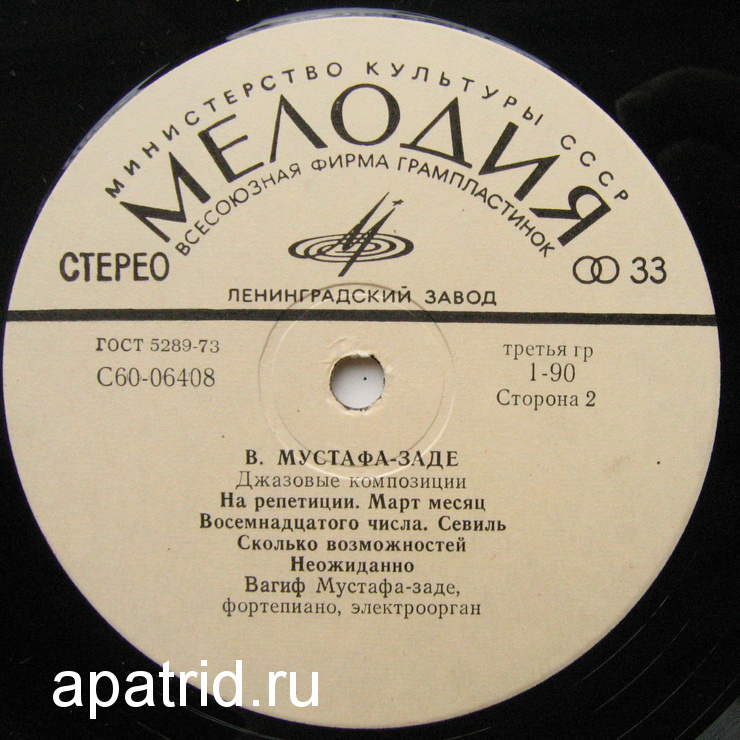 МИНИСТЕРСТВО КУЛЬТУРЫ СССР
МЕЛОДИЯ
ВСЕСОЮЗНАЯ ФИРМА ГРАМПЛАСТИНОК
СТЕРЕО
33
ЛЕНИНГРАДСКИЙ ЗАВОД
ГОСТ 5289-73
С60-06408
третья гр
1-90
Сторона 2
В. МУСТАФА-ЗАДЕ
Джазовые композиции
На репетиции. Март месяц
Восемнадцатого числа. Севиль
Сколько возможностей
Неожиданно
Вагиф Мустафа-заде,
фортепиано, электроорган
apatrid.ru